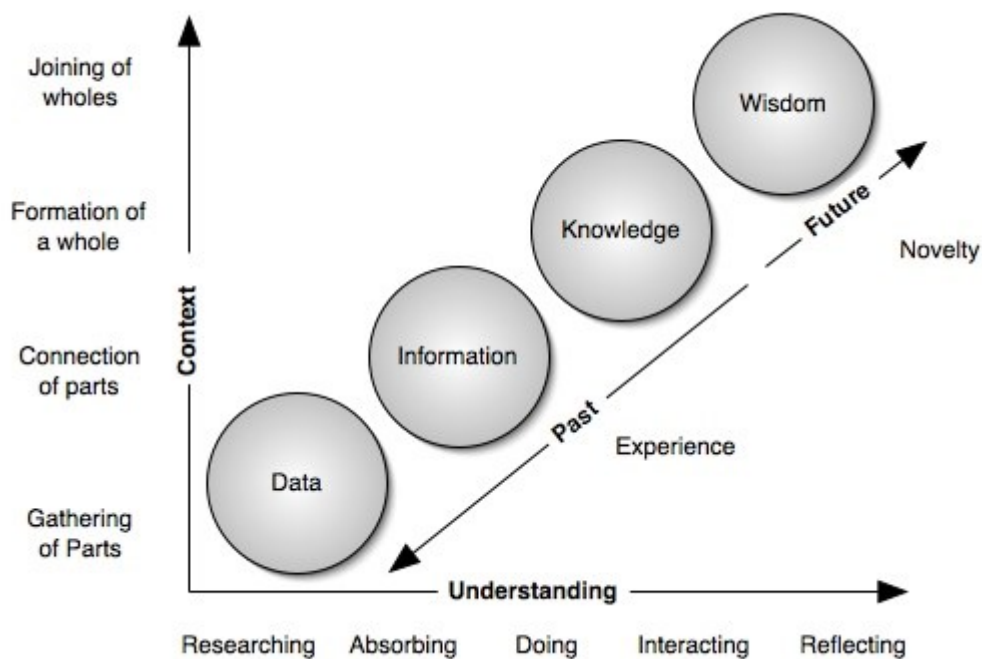 Joining of
wholes
Wisdom
Formation of
a whole
Knowledge
Future
Novelty
Context
Connection
of parts
Information
Past
Experience
Data
Gathering
of Parts
Understanding
Researching Absorbing Doing Interacting Reflecting